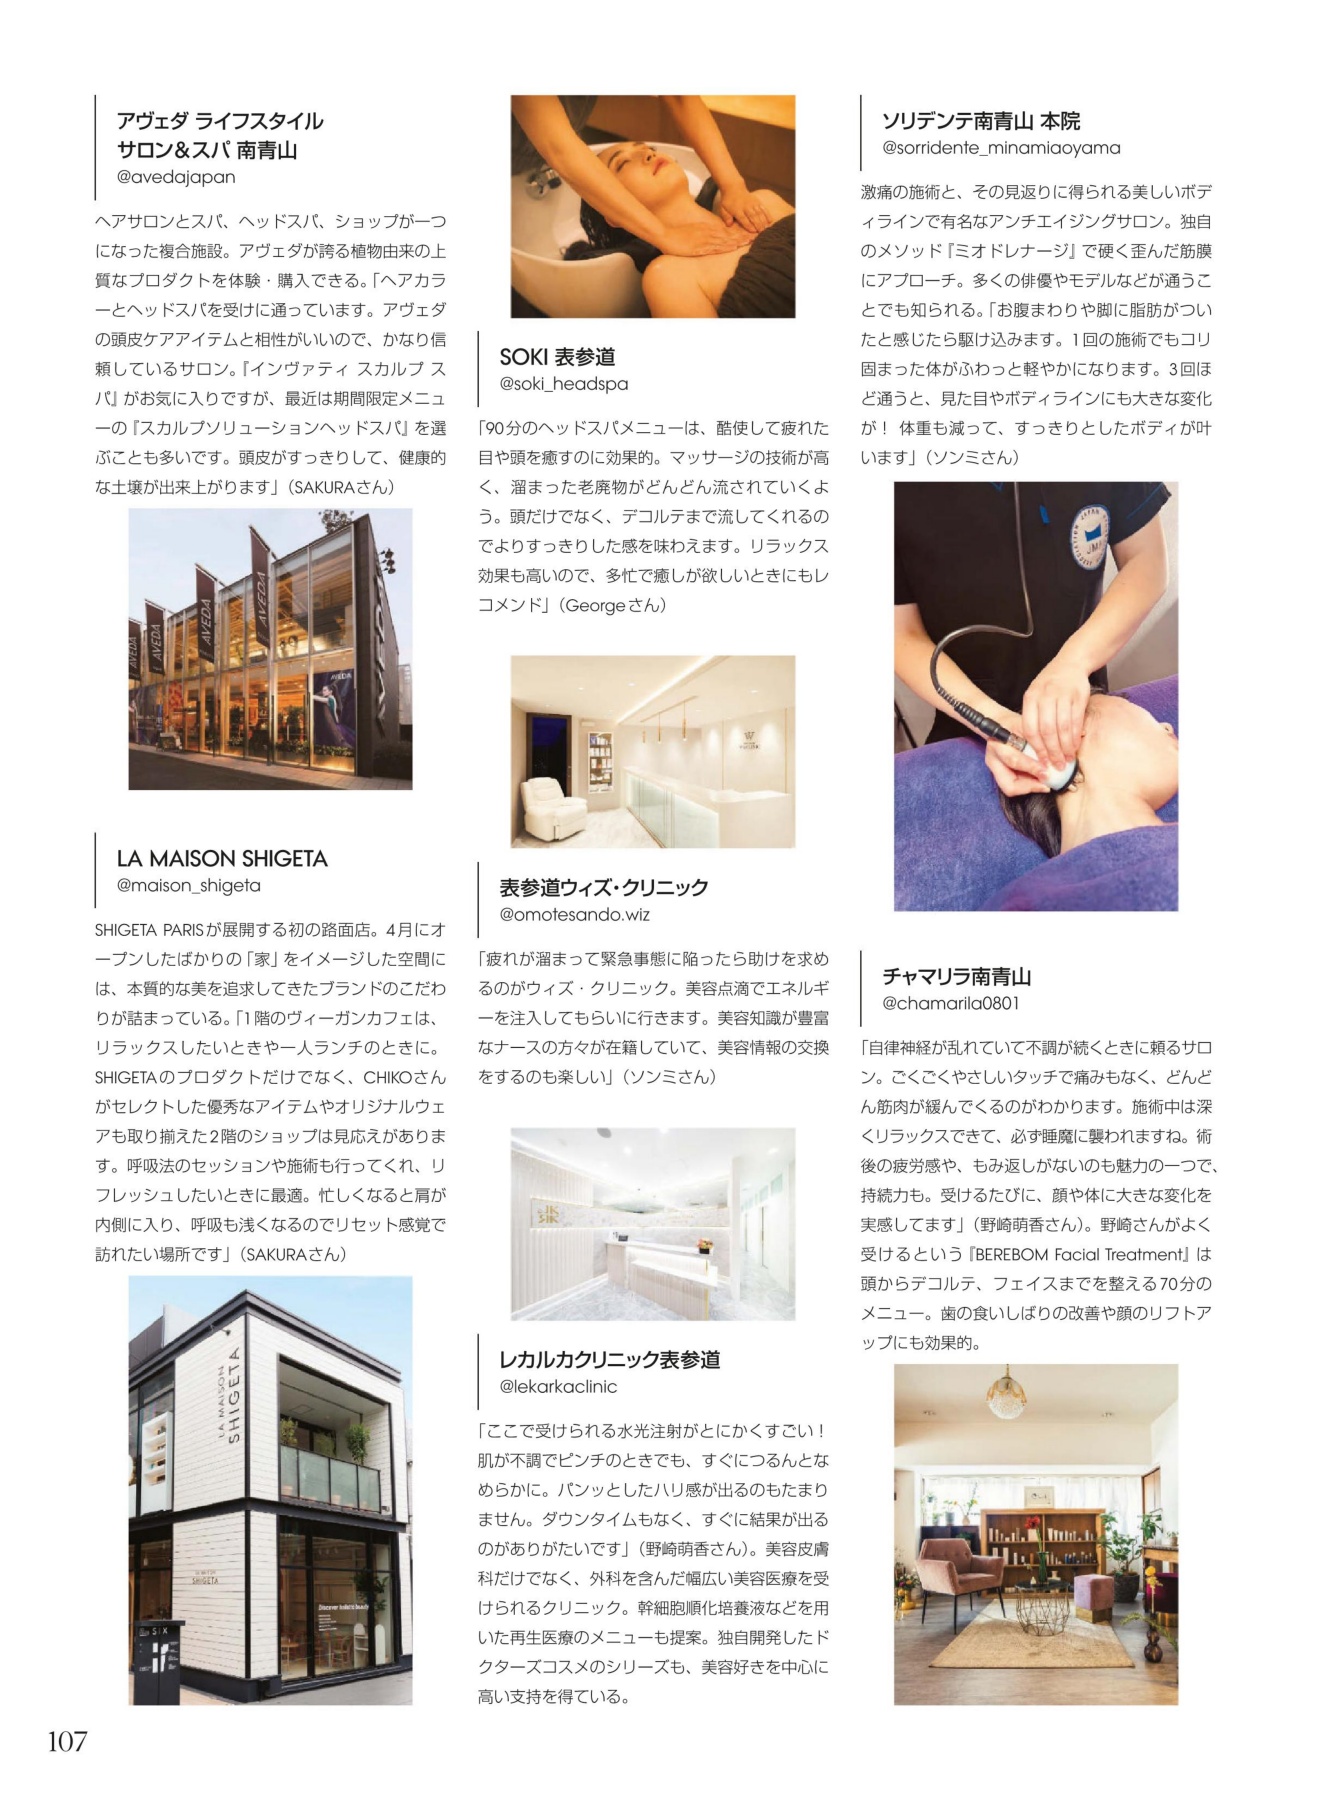 アヴェダ ライフスタイル
サロン&スパ 南青山
@avedajapan
ヘアサロンとスパ、ヘッドスパ、ショップが一つ
になった複合施設。アヴェダが誇る植物由来の上
質なプロダクトを体験・購入できる。「ヘアカラ
ーとヘッドスパを受けに通っています。アヴェダ
の頭皮ケアアイテムと相性がいいので、かなり信
頼しているサロン。『インヴァティ スカルプ ス
パ』がお気に入りですが、最近は期間限定メニュ
ーの『スカルプソリューションヘッドスパ』を選
ぶことも多いです。頭皮がすっきりして、健康的
な土壌が出来上がります」（SAKURAさん）
AVEDA
AVEDA
AVEDA
AVEDA
AVEDA
LA MAISON SHIGETA
@maison_shigeta
SHIGETA PARISが展開する初の路面店。4月にオ
ープンしたばかりの「家」をイメージした空間に
は、本質的な美を追求してきたブランドのこだわ
りが詰まっている。「1階のヴィーガンカフェは、
リラックスしたいときや一人ランチのときに。
SHIGETAのプロダクトだけでなく、CHIKOさん
がセレクトした優秀なアイテムやオリジナルウェ
アも取り揃えた2階のショップは見応えがありま
す。呼吸法のセッションや施術も行ってくれ、リ
フレッシュしたいときに最適。忙しくなると肩が
内側に入り、呼吸も浅くなるのでリセット感覚で
訪れたい場所です」（SAKURAさん）
LA MAISON
SHIGETA
SHIGETA
Discover holistic beauty
SIX
107
SOKI 表参道
@soki_headspa
「90分のヘッドスパメニューは、酷使して疲れた
目や頭を癒すのに効果的。マッサージの技術が高
く、溜まった老廃物がどんどん流されていくよ
う。頭だけでなく、デコルテまで流してくれるの
でよりすっきりした感を味わえます。リラックス
効果も高いので、多忙で癒しが欲しいときにもレ
コメンド」（Georgeさん）
表参道ウィズ・クリニック
@omotesando.wiz
「疲れが溜まって緊急事態に陥ったら助けを求め
るのがウィズ・クリニック。美容点滴でエネルギ
ーを注入してもらいに行きます。美容知識が豊富
なナースの方々が在籍していて、美容情報の交換
をするのも楽しい」（ソンミさん）
レカルカクリニック表参道
@lekarkaclinic
「ここで受けられる水光注射がとにかくすごい！
肌が不調でピンチのときでも、すぐにつるんとな
めらかに。パンッとしたハリ感が出るのもたまり
ません。ダウンタイムもなく、すぐに結果が出る
のがありがたいです」（野崎萌香さん）。美容皮膚
科だけでなく、外科を含んだ幅広い美容医療を受
けられるクリニック。幹細胞順化培養液などを用
いた再生医療のメニューも提案。独自開発したド
クターズコスメのシリーズも、美容好きを中心に
高い支持を得ている。
ソリデンテ南青山 本院
@sorridente_minamiaoyama
激痛の施術と、その見返りに得られる美しいボデ
ィラインで有名なアンチエイジングサロン。独自
のメソッド『ミオドレナージ』で硬く歪んだ筋膜
にアプローチ。多くの俳優やモデルなどが通うこ
とでも知られる。「お腹まわりや脚に脂肪がつい
たと感じたら駆け込みます。1回の施術でもコリ
固まった体がふわっと軽やかになります。3回ほ
ど通うと、見た目やボディラインにも大きな変化
が！ 体重も減って、すっきりとしたボディが叶
います」（ソンミさん）
チャマリラ南青山
@chamarila0801
「自律神経が乱れていて不調が続くときに頼るサロ
ン。ごくごくやさしいタッチで痛みもなく、どんど
ん筋肉が緩んでくるのがわかります。施術中は深
くリラックスできて、必ず睡魔に襲われますね。術
後の疲労感や、もみ返しがないのも魅力の一つで、
持続力も。受けるたびに、顔や体に大きな変化を
実感してます」（野崎萌香さん）。野崎さんがよく
受けるという『BEREBOM Facial Treatment』は
頭からデコルテ、フェイスまでを整える70分の
メニュー。歯の食いしばりの改善や顔のリフトア
ップにも効果的。